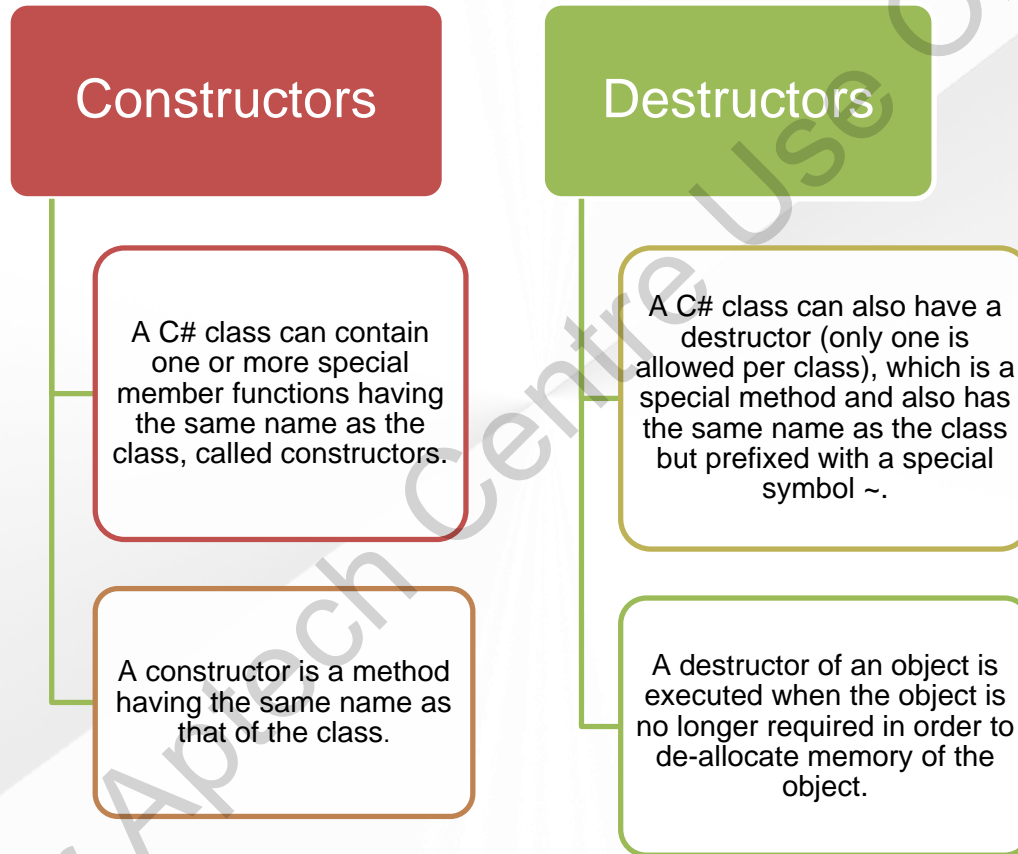 Constructors
A C# class can contain
one or more special
member functions having
the same name as the
class, called constructors.
A constructor is a method
having the same name as
that of the class.
Destructors
A C# class can also have a
destructor (only one is
allowed per class), which is a
special method and also has
the same name as the class
but prefixed with a special
symbol ~.
A destructor of an object is
executed when the object is
no longer required in order to
de-allocate memory of the
object.
Aptech Centre Use